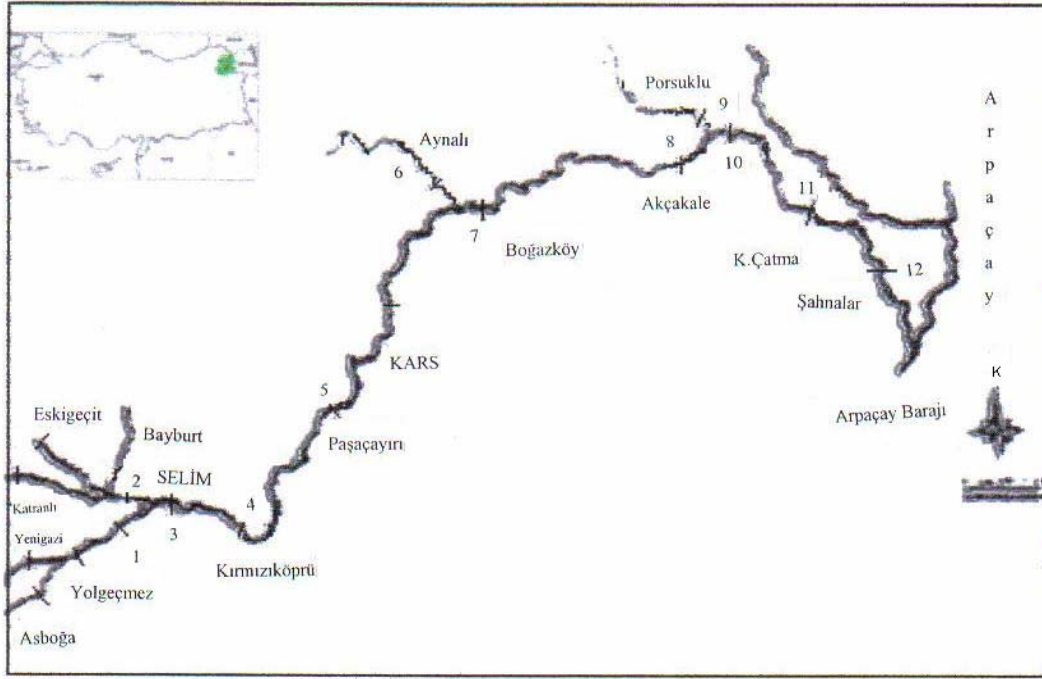 Porsuklu
9
A
r
p
a
ç
a
y
Aynalı
8
10
6
Akçakale
11
7
Boğazköy
K.Çatma
12
Şahnalar
KARS
K
5
Arpaçay Barajı
Eskigeçit
Bayburt
Paşaçayırı
SELİM
2
4
Katranlı
3
Yenigazi
1
Kırmızıköprü
Yolgeçmez
Asboğa